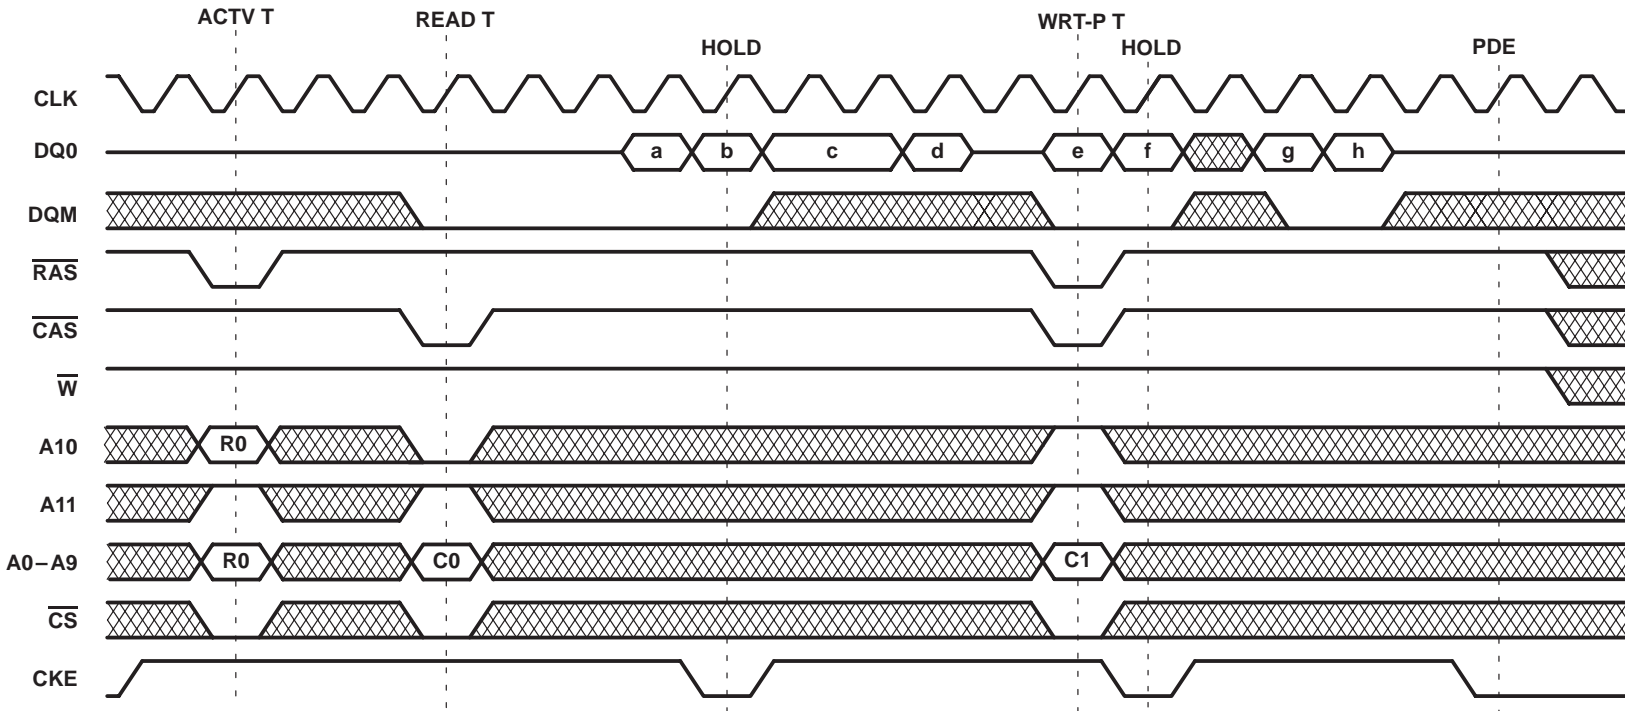 ACTV T
READ T
WRT-P T
HOLD
HOLD
PDE
CLK
DQ0
a
b
c
d
e
f
g
h
DQM
RAS
CAS
W
A10
R0
A11
A0–A9
R0
C0
C1
CS
CKE